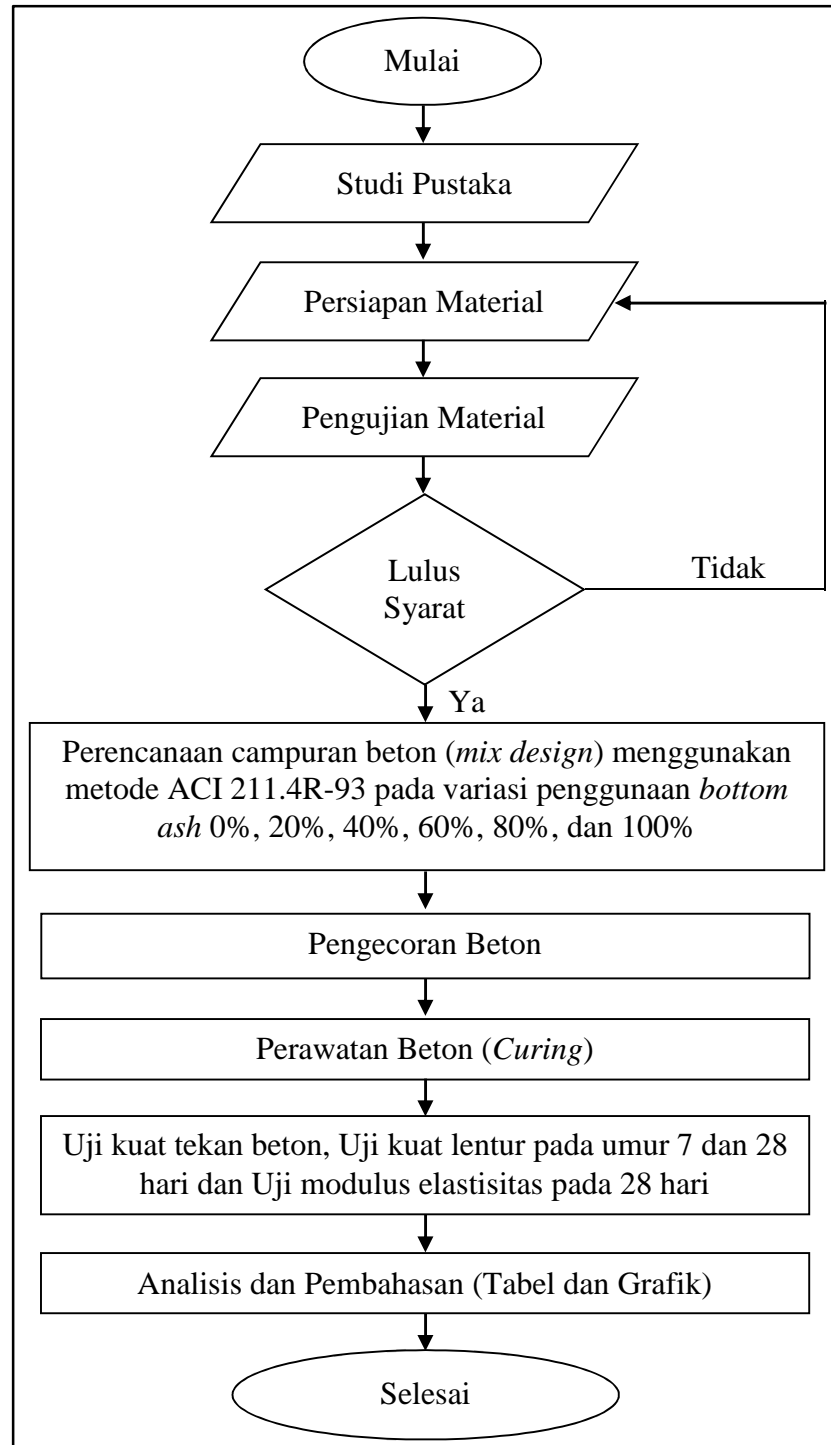 Mulai
Studi Pustaka
Persiapan Material
Pengujian Material
Lulus
Syarat
Tidak
Ya
Perencanaan campuran beton (mix design) menggunakan
metode ACI 211.4R-93 pada variasi penggunaan bottom
ash 0%, 20%, 40%, 60%, 80%, dan 100%
Pengecoran Beton
Perawatan Beton (Curing)
Uji kuat tekan beton, Uji kuat lentur pada umur 7 dan 28
hari dan Uji modulus elastisitas pada 28 hari
Analisis dan Pembahasan (Tabel dan Grafik)
Selesai